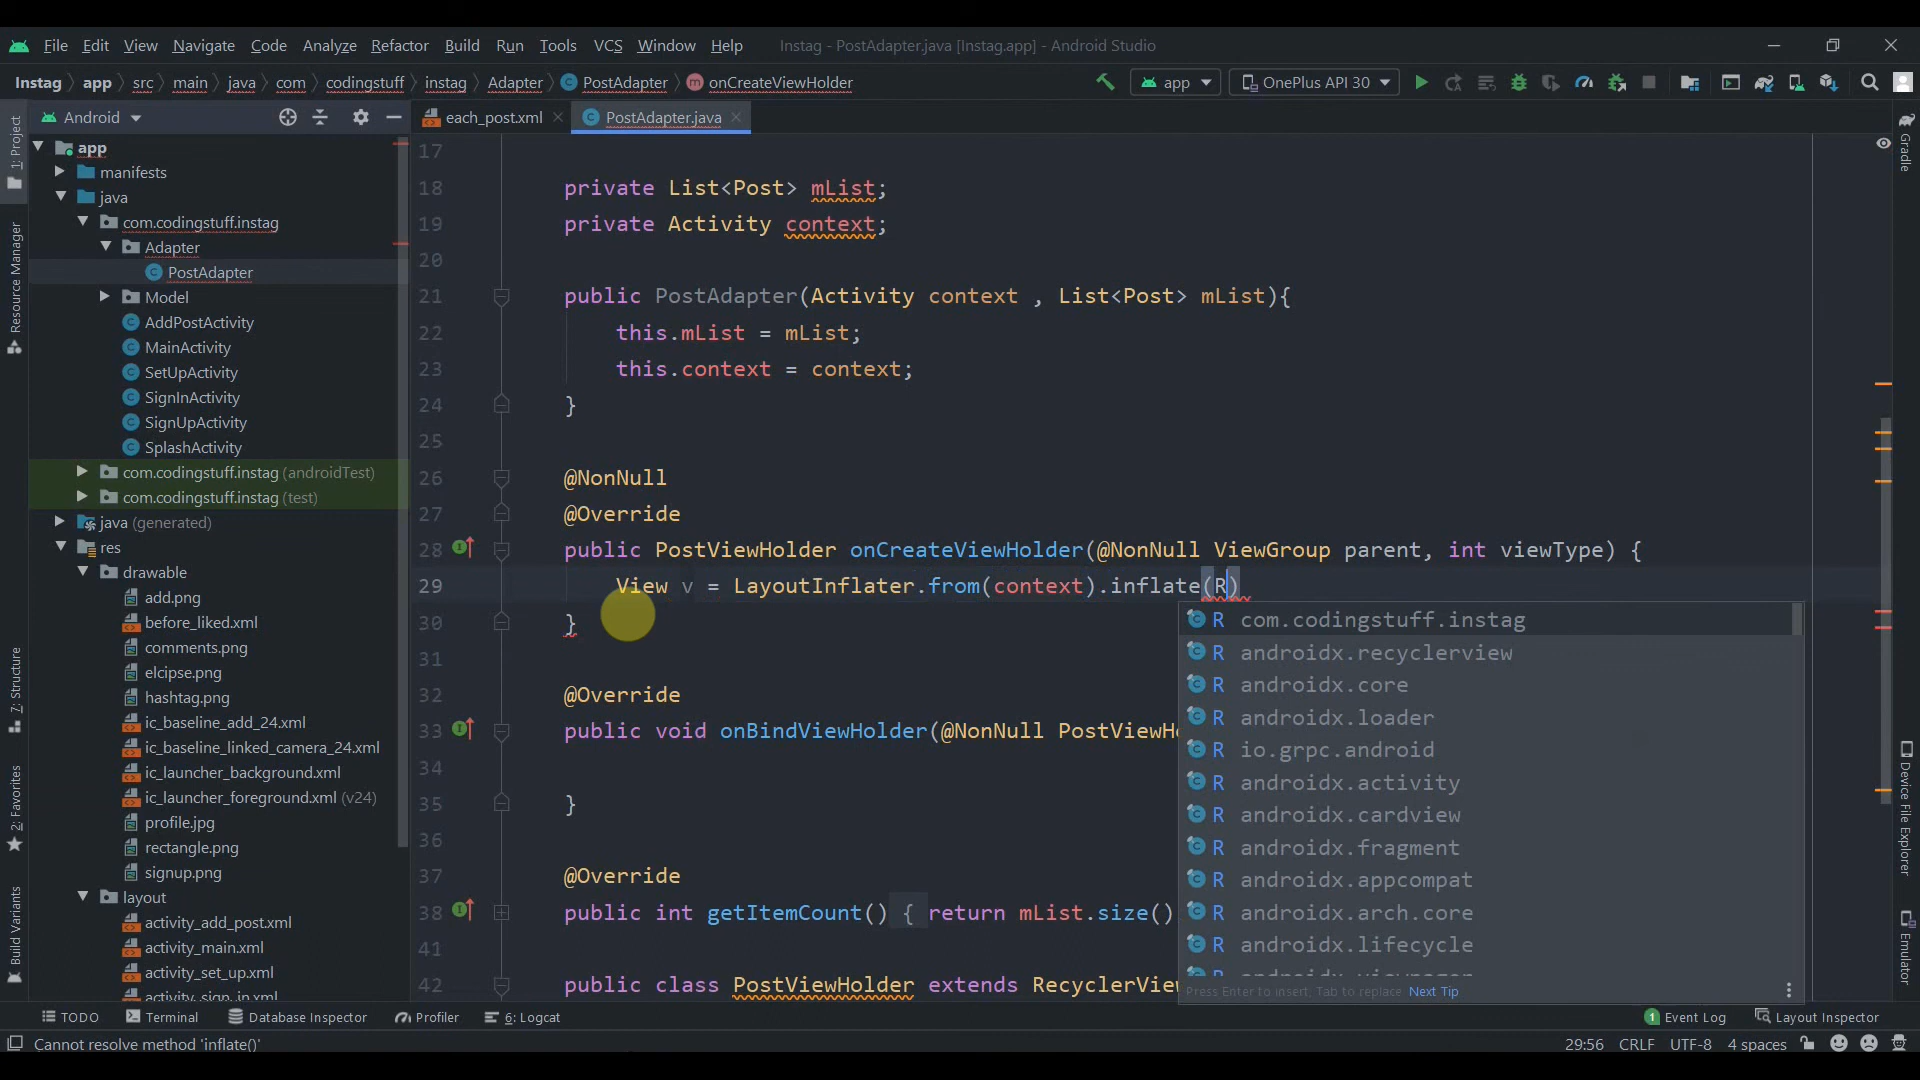 File Edit View Navigate Code Analyze Refactor Build Run Tools VCS Window Help Instag - PostAdapter.java [Instag.app] - Android Studio
Instag app src main java com codingstuff instag Adapter PostAdapter onCreateViewHolder app OnePlus API 30
Android each_post.xml PostAdapter.java
1: Project
Resource Manager
7: Structure
2: Favorites
Build Variants
app
manifests
java
com.codingstuff.instag
Adapter
PostAdapter
Model
AddPostActivity
MainActivity
SetUpActivity
SignInActivity
SignUpActivity
SplashActivity
com.codingstuff.instag (androidTest)
com.codingstuff.instag (test)
java (generated)
res
drawable
add.png
before_liked.xml
comments.png
elcipse.png
hashtag.png
ic_baseline_add_24.xml
ic_baseline_linked_camera_24.xml
ic_launcher_background.xml
ic_launcher_foreground.xml (v24)
profile.jpg
rectangle.png
signup.png
layout
activity_add_post.xml
activity_main.xml
activity_set_up.xml
activity_sign_in.xml
17
18 private List<Post> mList;
19 private Activity context;
20
21 public PostAdapter(Activity context , List<Post> mList){
22 this.mList = mList;
23 this.context = context;
24 }
25
26 @NonNull
27 @Override
28 public PostViewHolder onCreateViewHolder(@NonNull ViewGroup parent, int viewType) {
29 View v = LayoutInflater.from(context).inflate(R)
30 }
31
32 @Override
33 public void onBindViewHolder(@NonNull PostViewHo
34
35 }
36
37 @Override
38 public int getItemCount() { return mList.size()
41
42 public class PostViewHolder extends RecyclerView
R com.codingstuff.instag
R androidx.recyclerview
R androidx.core
R androidx.loader
R io.grpc.android
R androidx.activity
R androidx.cardview
R androidx.fragment
R androidx.appcompat
R androidx.arch.core
R androidx.lifecycle
R androidx.viewpager
Press Enter to insert, Tab to replace Next Tip
Gradle
Device File Explorer
Emulator
TODO Terminal Database Inspector Profiler 6: Logcat 1 Event Log Layout Inspector
Cannot resolve method 'inflate()' 29:56 CRLF UTF-8 4 spaces